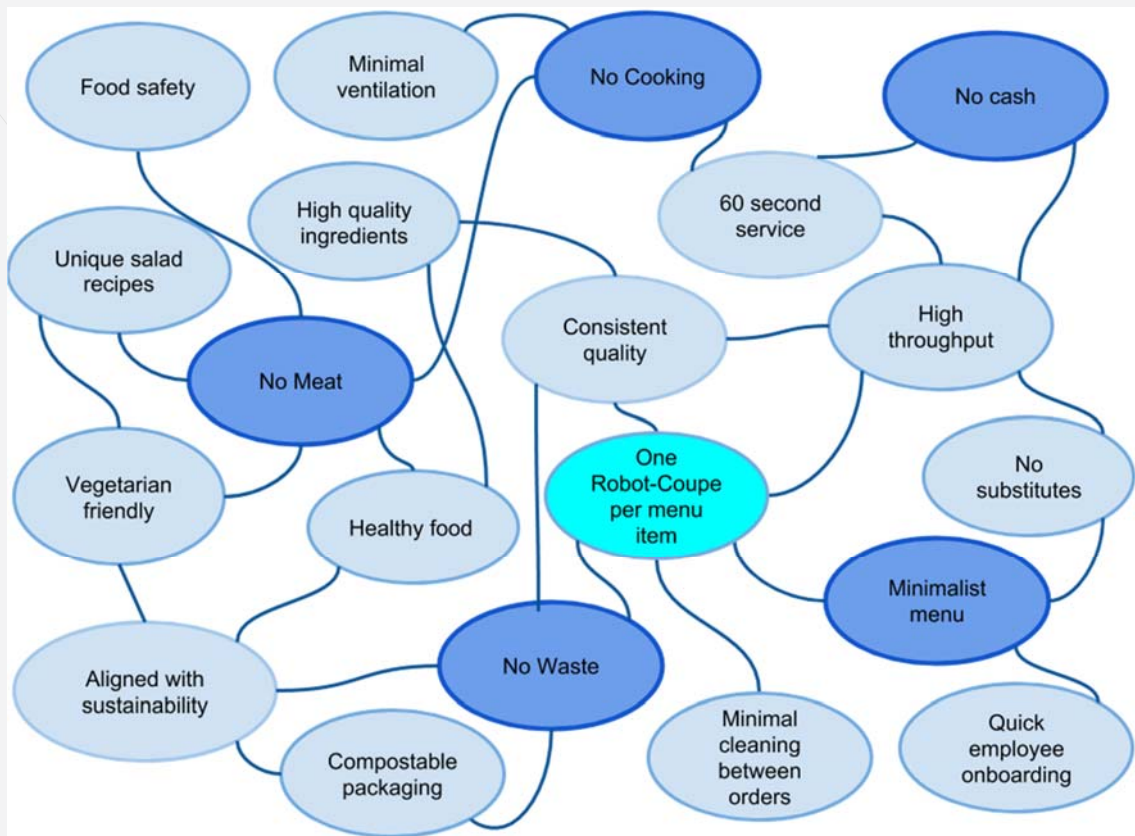 Food safety
Minimal
ventilation
No Cooking
No cash
High quality
ingredients
60 second
service
Unique salad
recipes
Consistent
quality
High
throughput
No Meat
One
Robot-Coupe
per menu
item
No
substitutes
Vegetarian
friendly
Healthy food
Minimalist
menu
Aligned with
sustainability
No Waste
Compostable
packaging
Minimal
cleaning
between
orders
Quick
employee
onboarding